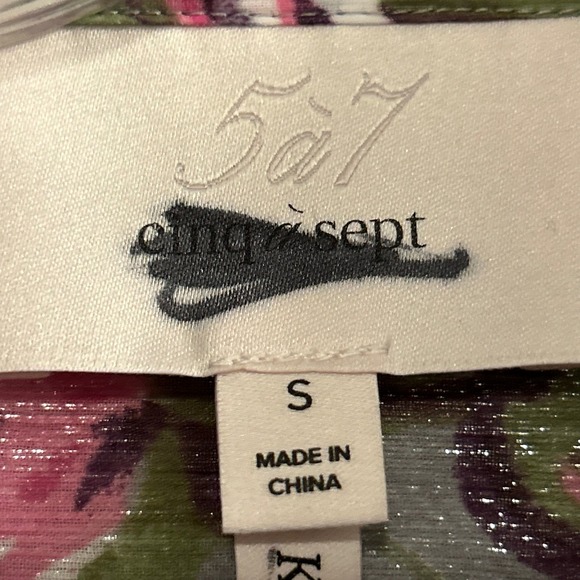 5à7
cinq à sept
S
MADE IN
CHINA
K